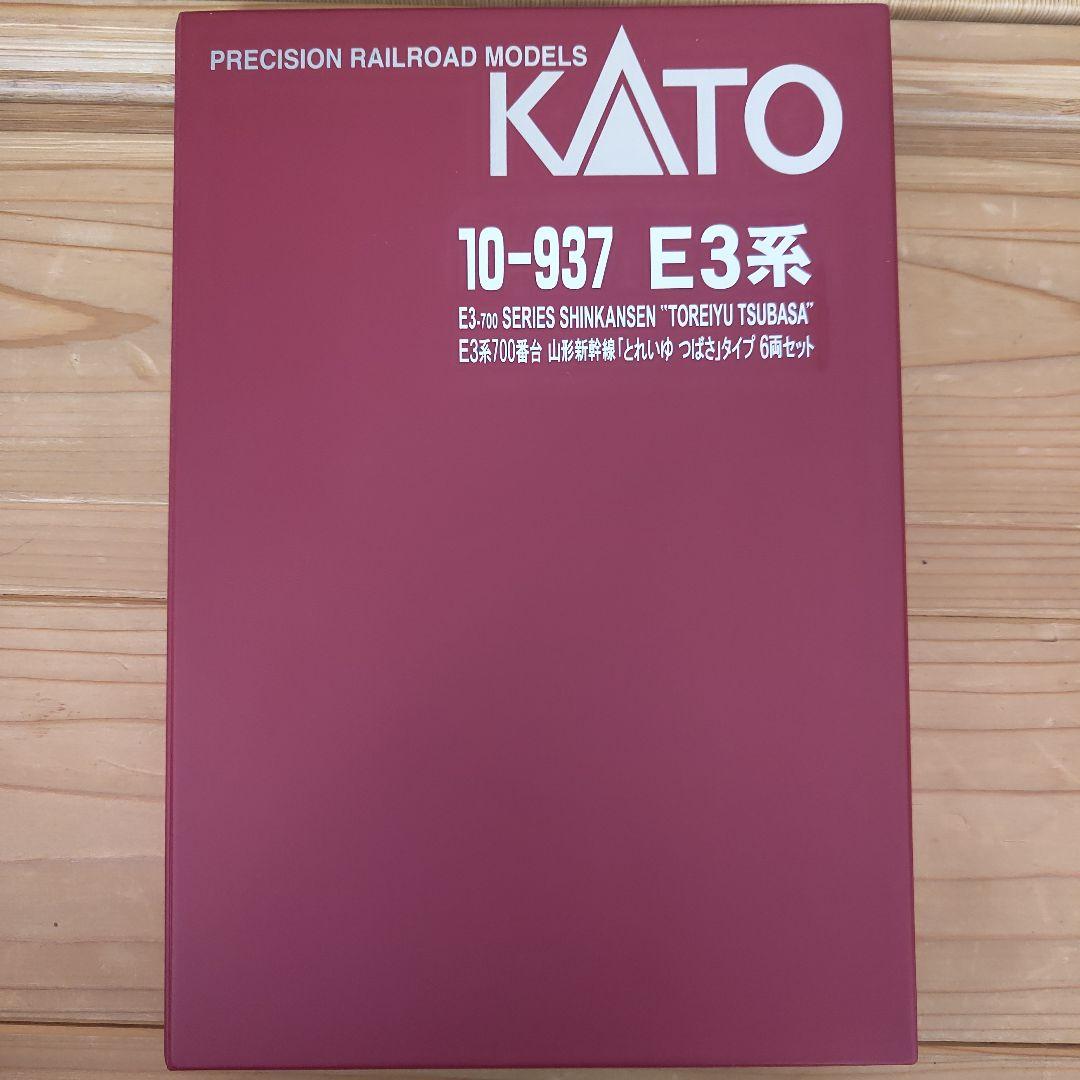 PRECISION RAILROAD MODELS
KATO
10-937 E3系
E3-700 SERIES SHINKANSEN "TOREIYU TSUBASA"
E3系700番台 山形新幹線「とれいゆ つばさ」タイプ 6両セット